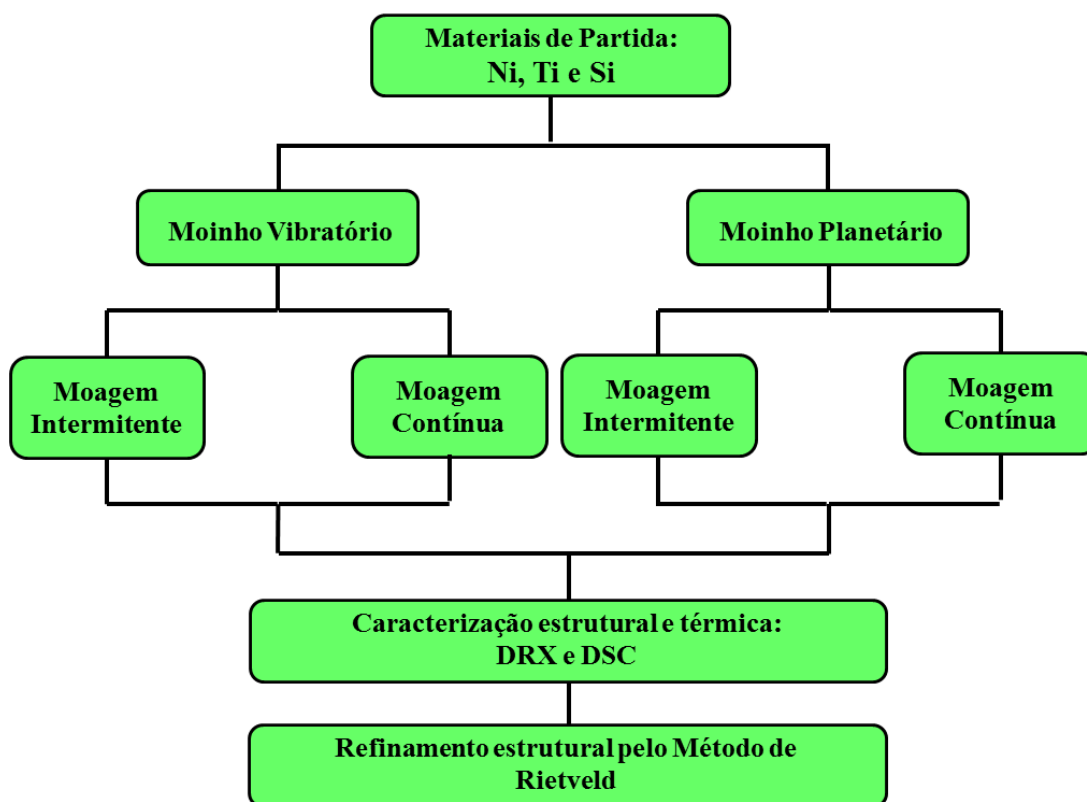 Materiais de Partida:
Ni, Ti e Si
Moinho Vibratório
Moinho Planetário
Moagem
Intermitente
Moagem
Contínua
Moagem
Intermitente
Moagem
Contínua
Caracterização estrutural e térmica:
DRX e DSC
Refinamento estrutural pelo Método de
Rietveld